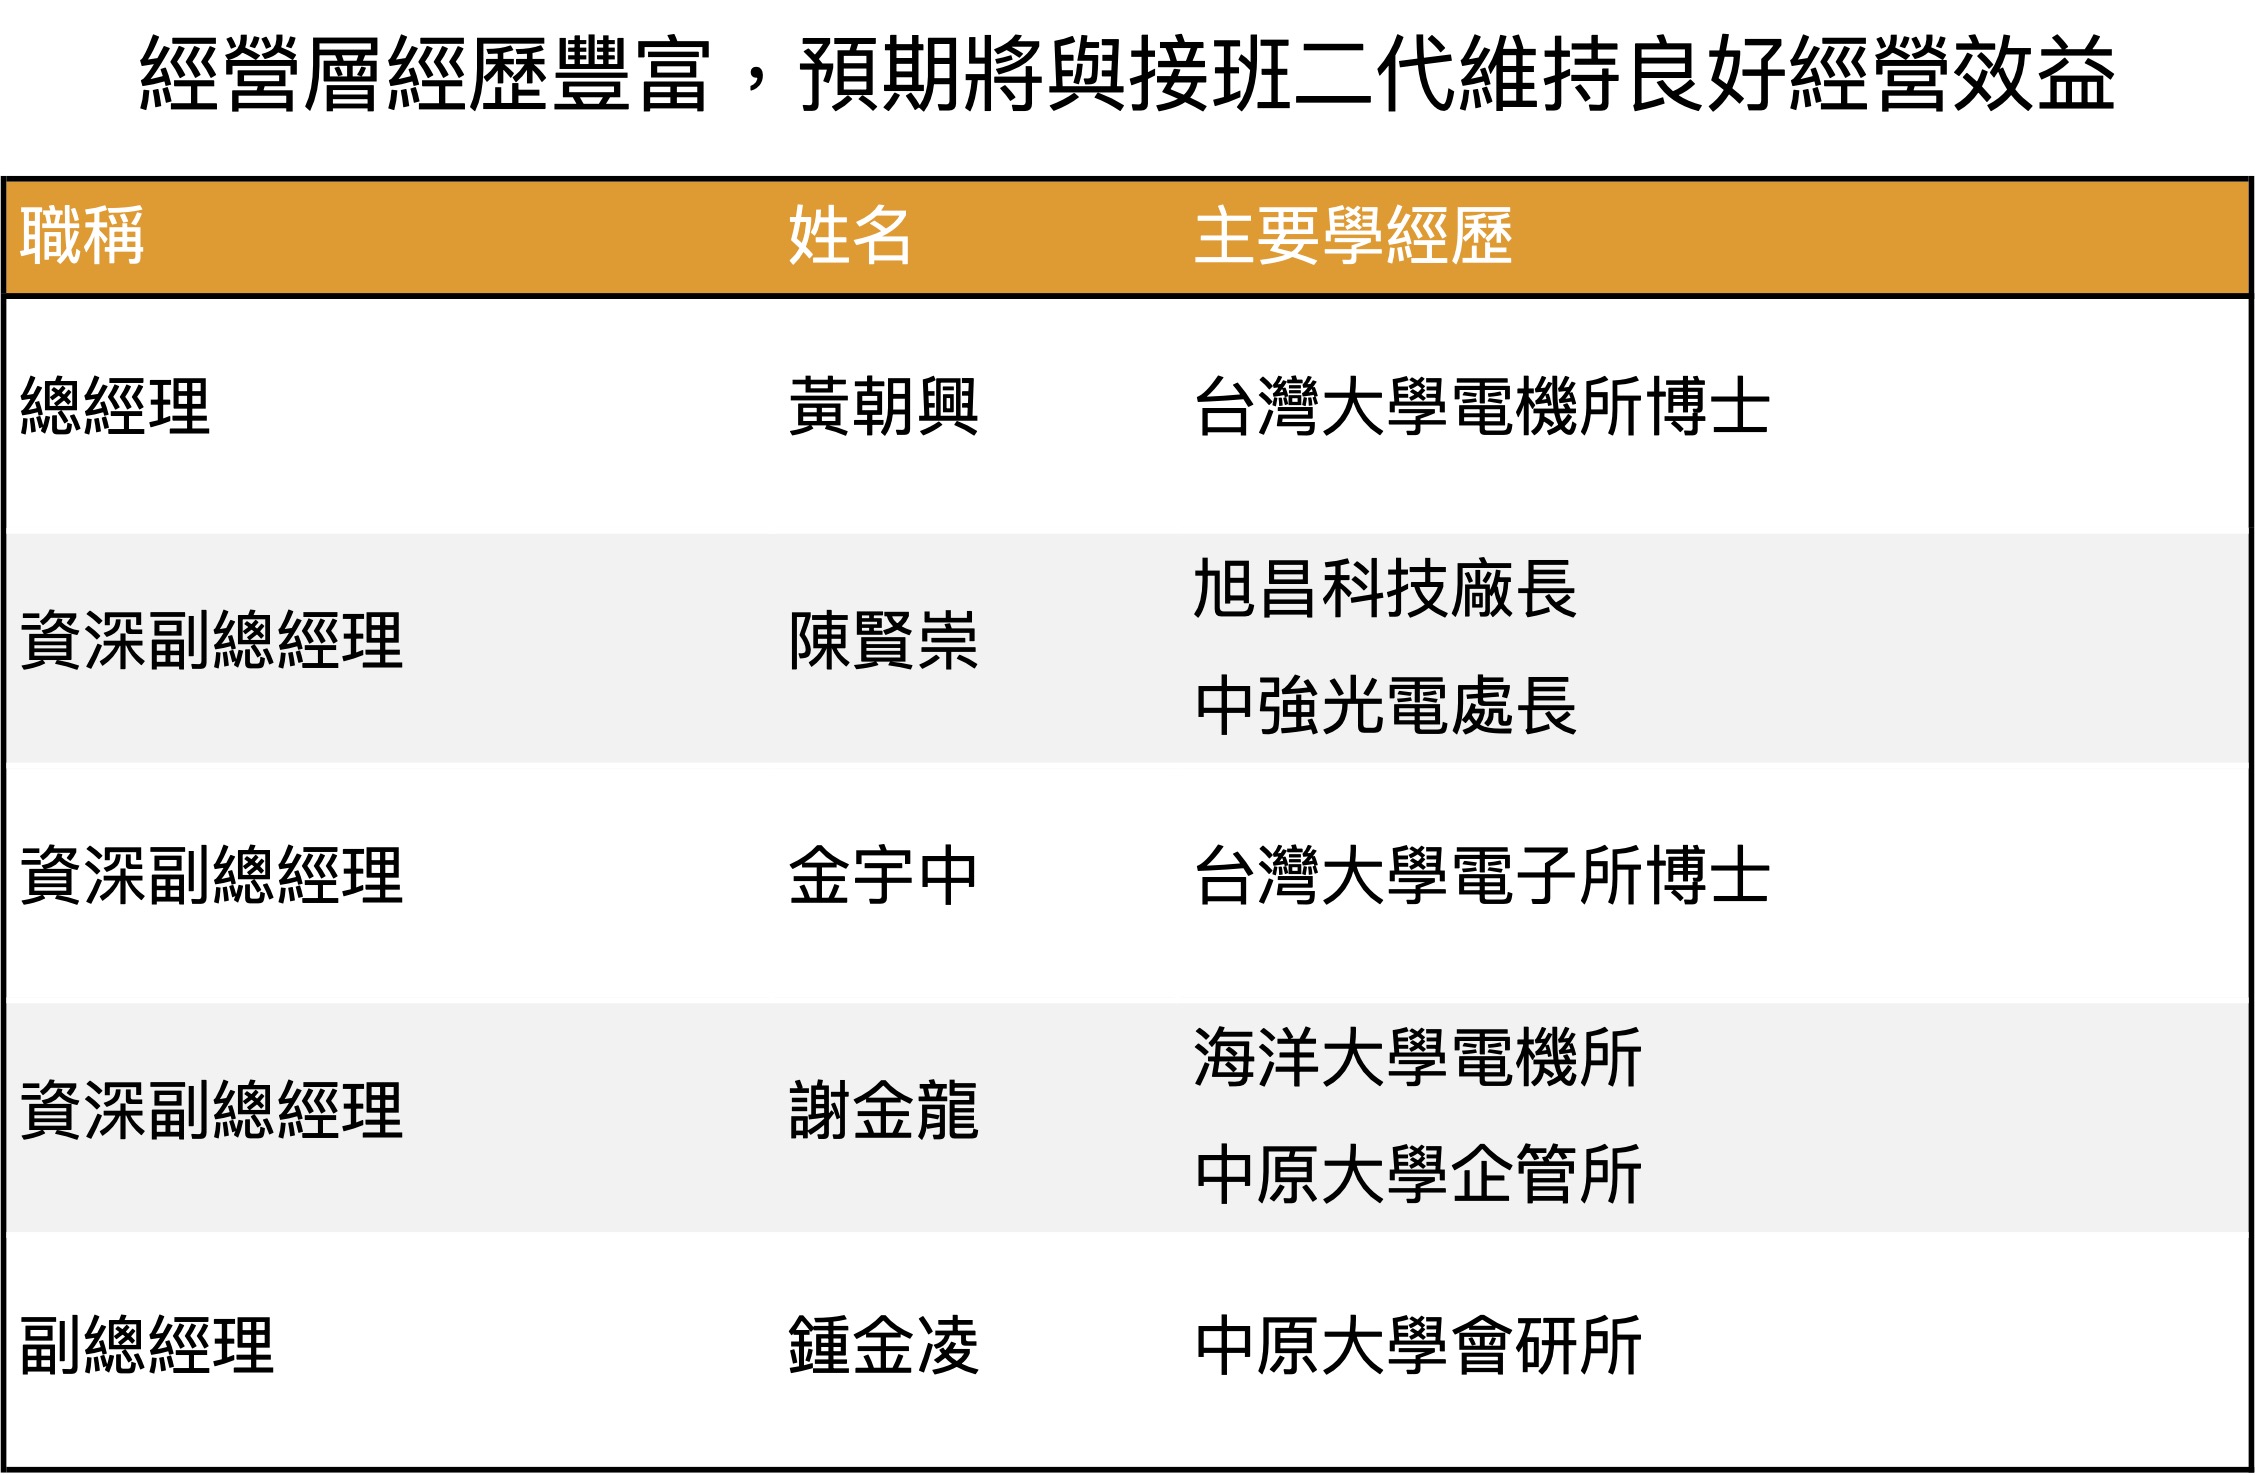 經營層經歷豐富，預期將與接班二代維持良好經營效益
職稱 姓名 主要學經歷
總經理 黃朝興 台灣大學電機所博士
資深副總經理 陳賢崇 旭昌科技廠長
中強光電處長
資深副總經理 金宇中 台灣大學電子所博士
資深副總經理 謝金龍 海洋大學電機所
中原大學企管所
副總經理 鍾金凌 中原大學會研所